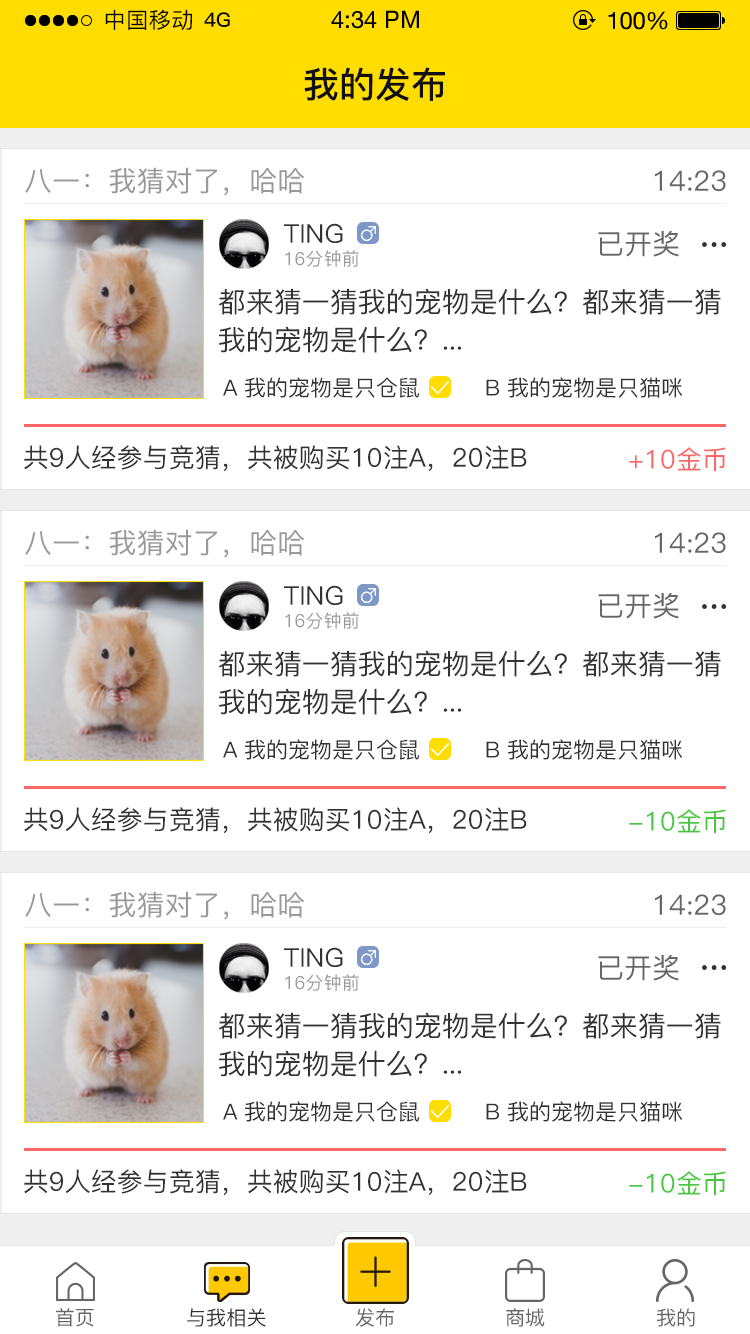 中国移动 4G 4:34 PM 100%
我的发布
八一：我猜对了，哈哈 14:23
TING 已开奖
16分钟前
都来猜一猜我的宠物是什么？都来猜一猜
我的宠物是什么？...
A 我的宠物是只仓鼠 B 我的宠物是只猫咪
共9人经参与竞猜，共被购买10注A，20注B +10金币
八一：我猜对了，哈哈 14:23
TING 已开奖
16分钟前
都来猜一猜我的宠物是什么？都来猜一猜
我的宠物是什么？...
A 我的宠物是只仓鼠 B 我的宠物是只猫咪
共9人经参与竞猜，共被购买10注A，20注B −10金币
八一：我猜对了，哈哈 14:23
TING 已开奖
16分钟前
都来猜一猜我的宠物是什么？都来猜一猜
我的宠物是什么？...
A 我的宠物是只仓鼠 B 我的宠物是只猫咪
共9人经参与竞猜，共被购买10注A，20注B −10金币
首页 与我相关 发布 商城 我的